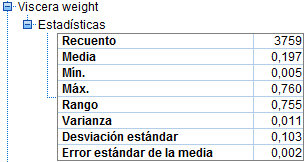 Viscera weight
Estadísticas
Recuento 3759
Media 0,197
Mín. 0,005
Máx. 0,760
Rango 0,755
Varianza 0,011
Desviación estándar 0,103
Error estándar de la media 0,002